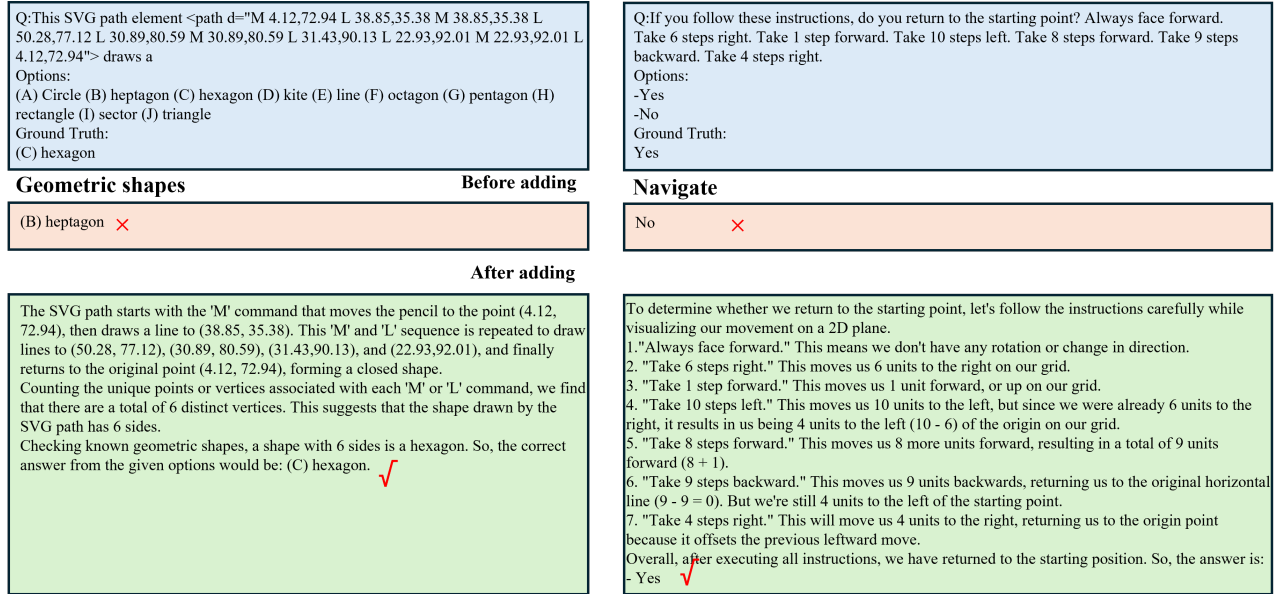 Q:This SVG path element <path d="M 4.12,72.94 L 38.85,35.38 M 38.85,35.38 L
50.28,77.12 L 30.89,80.59 M 30.89,80.59 L 31.43,90.13 L 22.93,92.01 M 22.93,92.01 L
4.12,72.94"> draws a
Options:
(A) Circle (B) heptagon (C) hexagon (D) kite (E) line (F) octagon (G) pentagon (H)
rectangle (I) sector (J) triangle
Ground Truth:
(C) hexagon
Geometric shapes
Before adding
(B) heptagon ×
After adding
The SVG path starts with the 'M' command that moves the pencil to the point (4.12,
72.94), then draws a line to (38.85, 35.38). This 'M' and 'L' sequence is repeated to draw
lines to (50.28, 77.12), (30.89, 80.59), (31.43,90.13), and (22.93,92.01), and finally
returns to the original point (4.12, 72.94), forming a closed shape.
Counting the unique points or vertices associated with each 'M' or 'L' command, we find
that there are a total of 6 distinct vertices. This suggests that the shape drawn by the
SVG path has 6 sides.
Checking known geometric shapes, a shape with 6 sides is a hexagon. So, the correct
answer from the given options would be: (C) hexagon. √
Q:If you follow these instructions, do you return to the starting point? Always face forward.
Take 6 steps right. Take 1 step forward. Take 10 steps left. Take 8 steps forward. Take 9 steps
backward. Take 4 steps right.
Options:
-Yes
-No
Ground Truth:
Yes
Navigate
No ×
To determine whether we return to the starting point, let's follow the instructions carefully while
visualizing our movement on a 2D plane.
1."Always face forward." This means we don't have any rotation or change in direction.
2. "Take 6 steps right." This moves us 6 units to the right on our grid.
3. "Take 1 step forward." This moves us 1 unit forward, or up on our grid.
4. "Take 10 steps left." This moves us 10 units to the left, but since we were already 6 units to the
right, it results in us being 4 units to the left (10 - 6) of the origin on our grid.
5. "Take 8 steps forward." This moves us 8 more units forward, resulting in a total of 9 units
forward (8 + 1).
6. "Take 9 steps backward." This moves us 9 units backwards, returning us to the original horizontal
line (9 - 9 = 0). But we're still 4 units to the left of the starting point.
7. "Take 4 steps right." This will move us 4 units to the right, returning us to the origin point
because it offsets the previous leftward move.
Overall, after executing all instructions, we have returned to the starting position. So, the answer is:
- Yes √